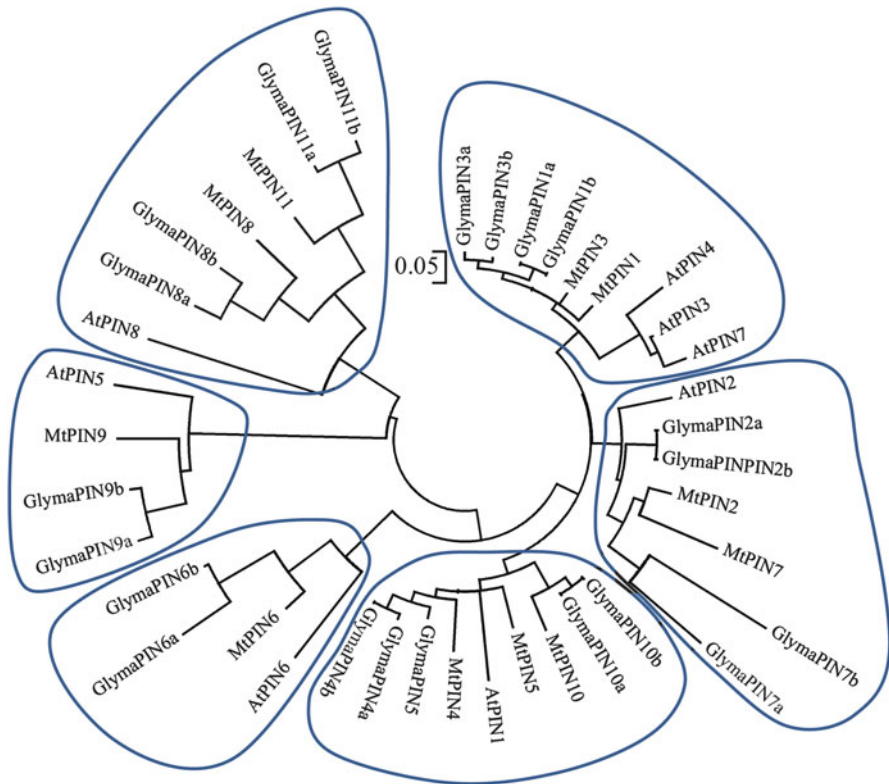 GlymaPIN11b
GlymaPIN11a
MtPIN11
MtPIN8
GlymaPIN8b
GlymaPIN8a
AtPIN8
GlymaPIN3a
GlymaPIN3b
GlymaPIN1a
GlymaPIN1b
MtPIN3
MtPIN1
AtPIN4
AtPIN3
AtPIN7
0.05
AtPIN2
GlymaPIN2a
GlymaPINPIN2b
MtPIN2
MtPIN7
GlymaPIN7b
GlymaPIN7a
AtPIN5
MtPIN9
GlymaPIN9b
GlymaPIN9a
GlymaPIN6b
GlymaPIN6a
MtPIN6
AtPIN6
GlymaPIN4b
GlymaPIN4a
GlymaPIN5
MtPIN4
AtPIN1
MtPIN5
MtPIN10
GlymaPIN10a
GlymaPIN10b